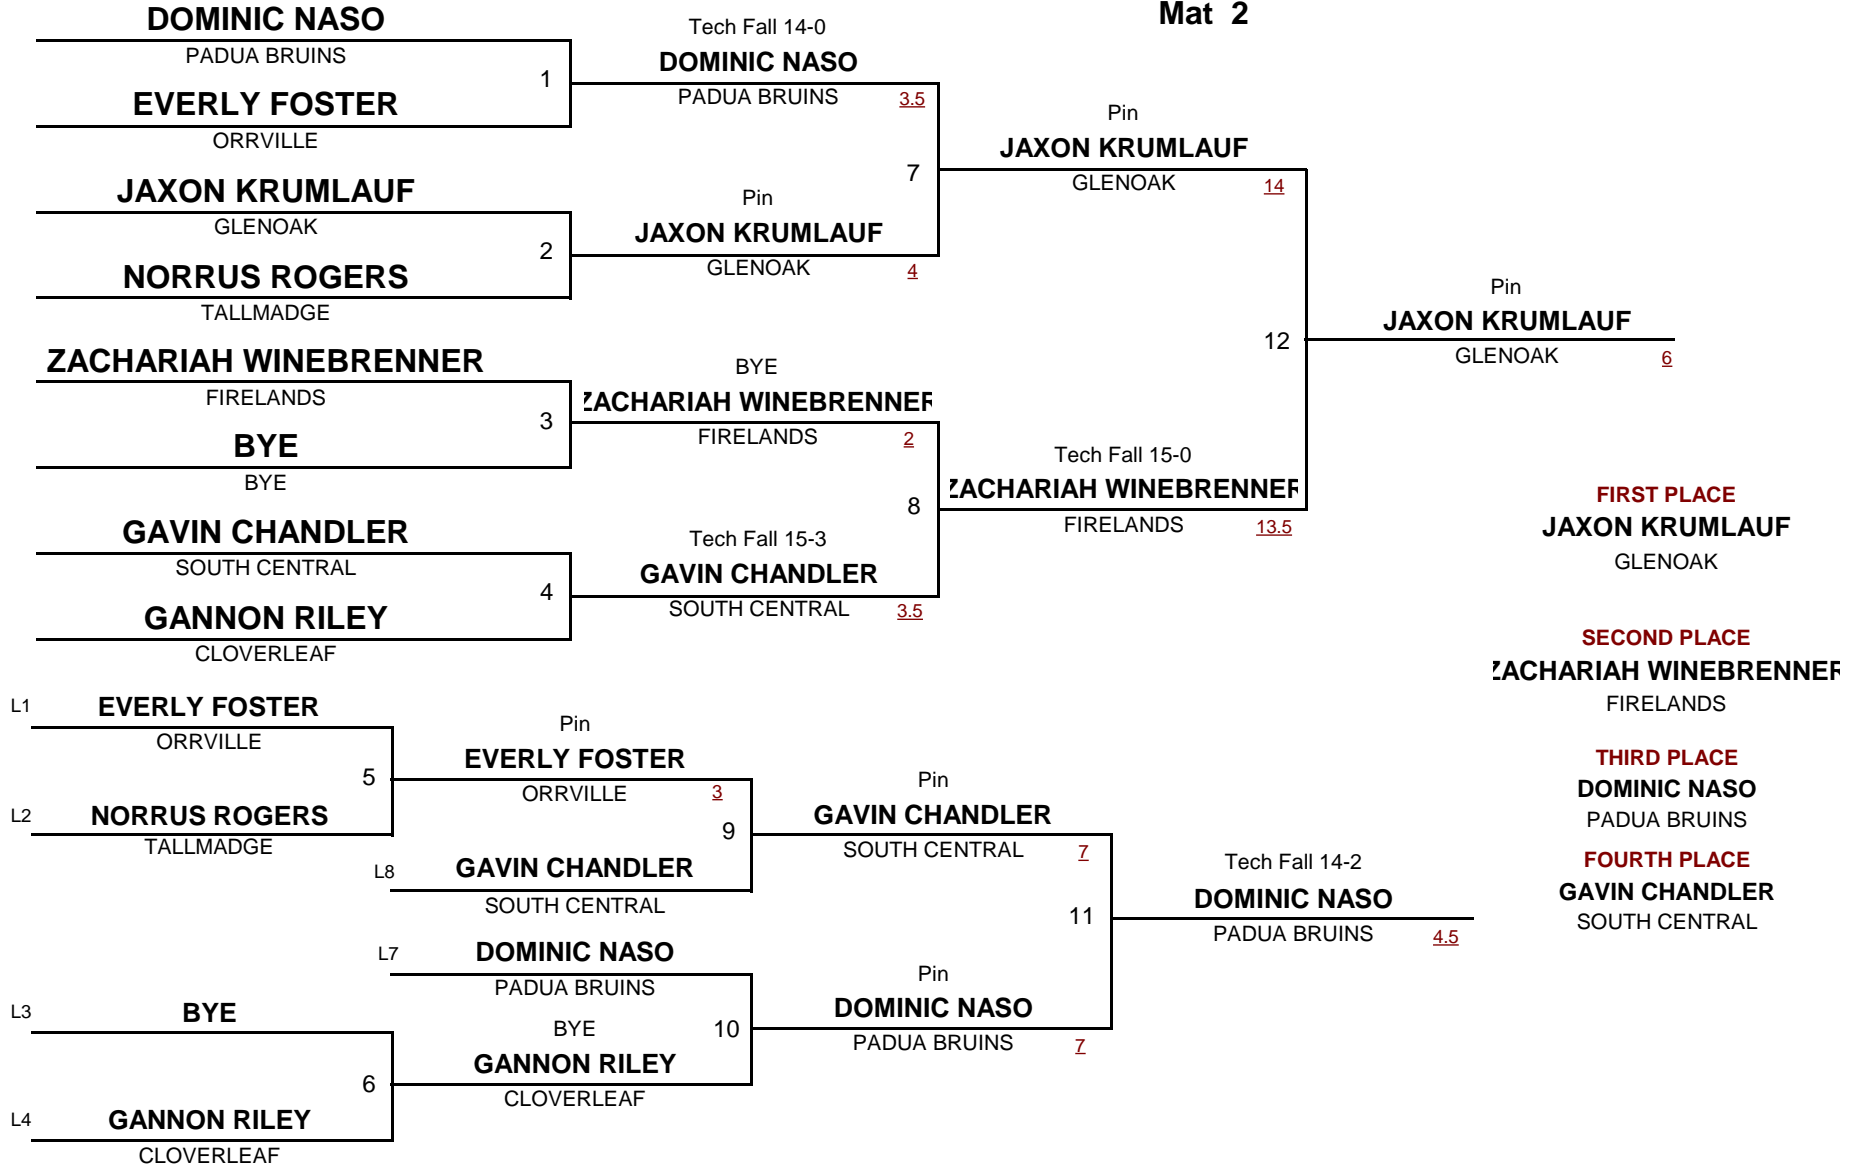 Mat 2
DOMINIC NASO
PADUA BRUINS
1
EVERLY FOSTER
ORRVILLE
JAXON KRUMLAUF
GLENOAK
2
NORRUS ROGERS
TALLMADGE
ZACHARIAH WINEBRENNER
FIRELANDS
3
BYE
BYE
GAVIN CHANDLER
SOUTH CENTRAL
4
GANNON RILEY
CLOVERLEAF
Tech Fall 14-0
DOMINIC NASO
PADUA BRUINS 3.5
7
Pin
JAXON KRUMLAUF
GLENOAK 4
BYE
ZACHARIAH WINEBRENNER
FIRELANDS 2
8
Tech Fall 15-3
GAVIN CHANDLER
SOUTH CENTRAL 3.5
Pin
JAXON KRUMLAUF
GLENOAK 14
12
Tech Fall 15-0
ZACHARIAH WINEBRENNER
FIRELANDS 13.5
Pin
JAXON KRUMLAUF
GLENOAK 6
L1 EVERLY FOSTER
ORRVILLE
5
L2 NORRUS ROGERS
TALLMADGE
L3 BYE
6
L4 GANNON RILEY
CLOVERLEAF
Pin
EVERLY FOSTER
ORRVILLE 3
9
L8 GAVIN CHANDLER
SOUTH CENTRAL
L7 DOMINIC NASO
PADUA BRUINS
BYE 10
GANNON RILEY
CLOVERLEAF
Pin
GAVIN CHANDLER
SOUTH CENTRAL 7
11
Pin
DOMINIC NASO
PADUA BRUINS 7
Tech Fall 14-2
DOMINIC NASO
PADUA BRUINS 4.5
FIRST PLACE
JAXON KRUMLAUF
GLENOAK
SECOND PLACE
ZACHARIAH WINEBRENNER
FIRELANDS
THIRD PLACE
DOMINIC NASO
PADUA BRUINS
FOURTH PLACE
GAVIN CHANDLER
SOUTH CENTRAL